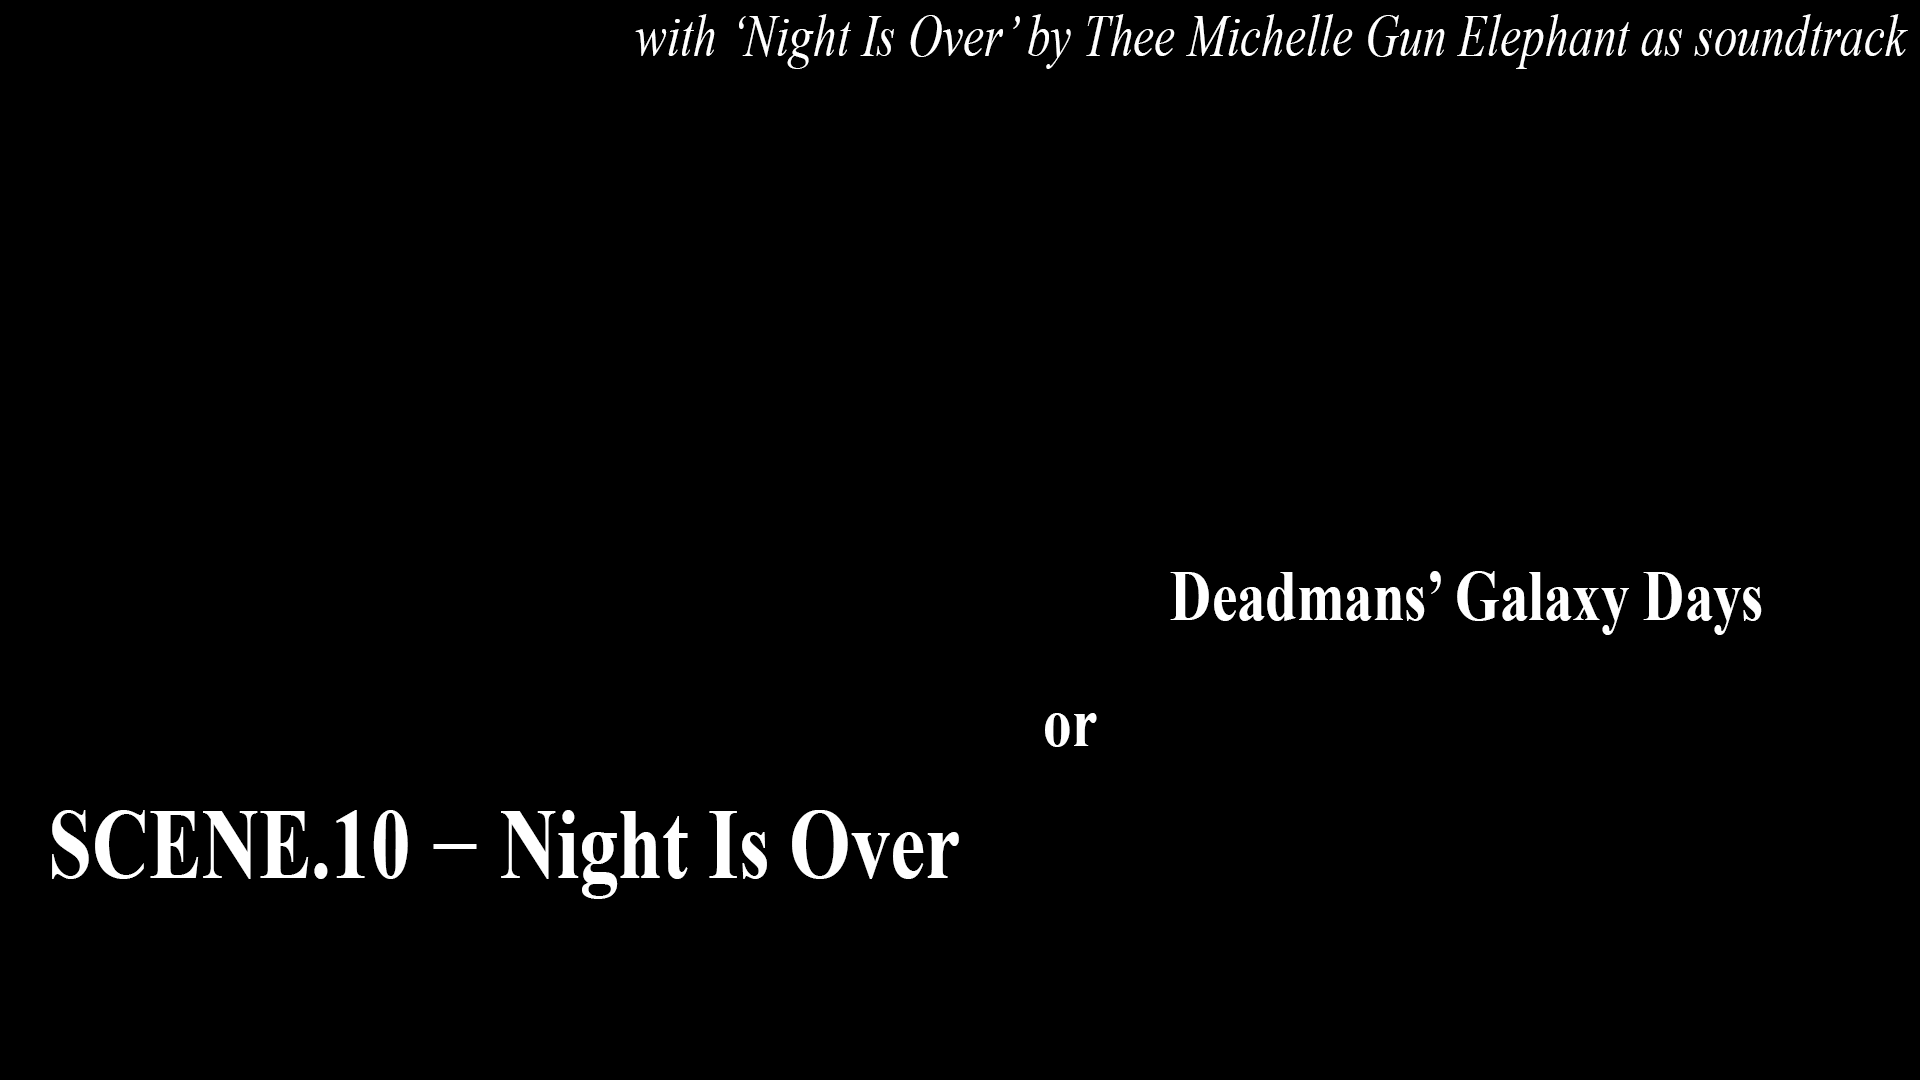 with ‘Night Is Over’ by Thee Michelle Gun Elephant as soundtrack
Deadmans’ Galaxy Days
or
SCENE.10 – Night Is Over